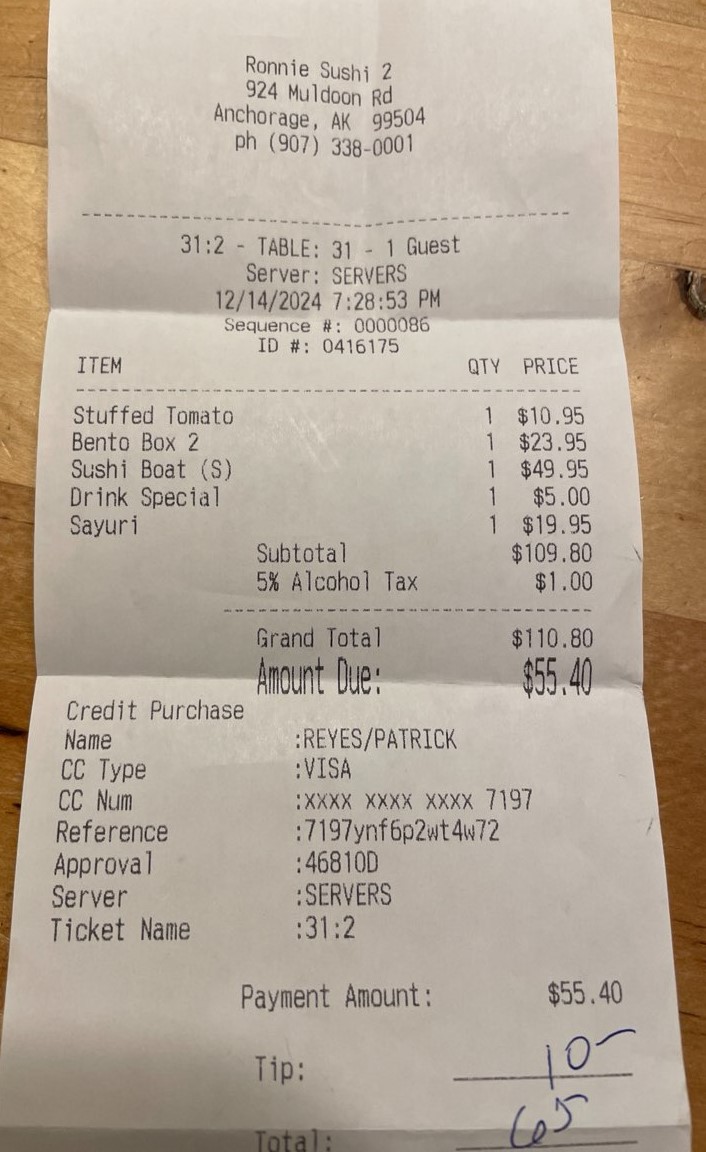 Ronnie Sushi 2
924 Muldoon Rd
Anchorage, AK 99504
ph (907) 338-0001
31:2 - TABLE: 31 - 1 Guest
Server: SERVERS
12/14/2024 7:28:53 PM
Sequence #: 0000086
ID #: 0416175
ITEM QTY PRICE
Stuffed Tomato 1 $10.95
Bento Box 2 1 $23.95
Sushi Boat (S) 1 $49.95
Drink Special 1 $5.00
Sayuri 1 $19.95
Subtotal $109.80
5% Alcohol Tax $1.00
Grand Total $110.80
Amount Due: $55.40
Credit Purchase
Name :REYES/PATRICK
CC Type :VISA
CC Num :xxxx xxxx xxxx 7197
Reference :7197ynf6p2wt4w72
Approval :46810D
Server :SERVERS
Ticket Name :31:2
Payment Amount: $55.40
Tip: 10-
Total: 65